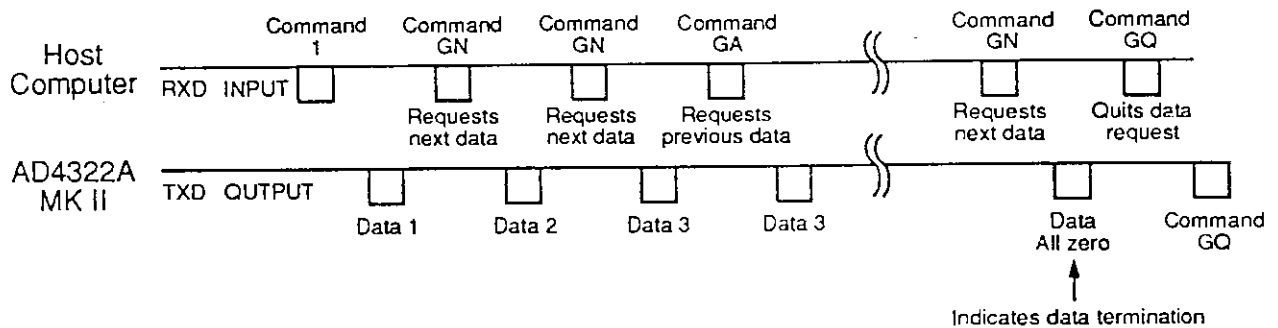 Command
1
Command
GN
Command
GN
Command
GA
Command
GN
Command
GQ
Host
Computer
RXD INPUT
Requests
next data
Requests
next data
Requests
previous data
Requests
next data
Quits data
request
AD4322A
MK II
TXD QUTPUT
Data 1
Data 2
Data 3
Data 3
Data
All zero
Command
GQ
Indicates data termination